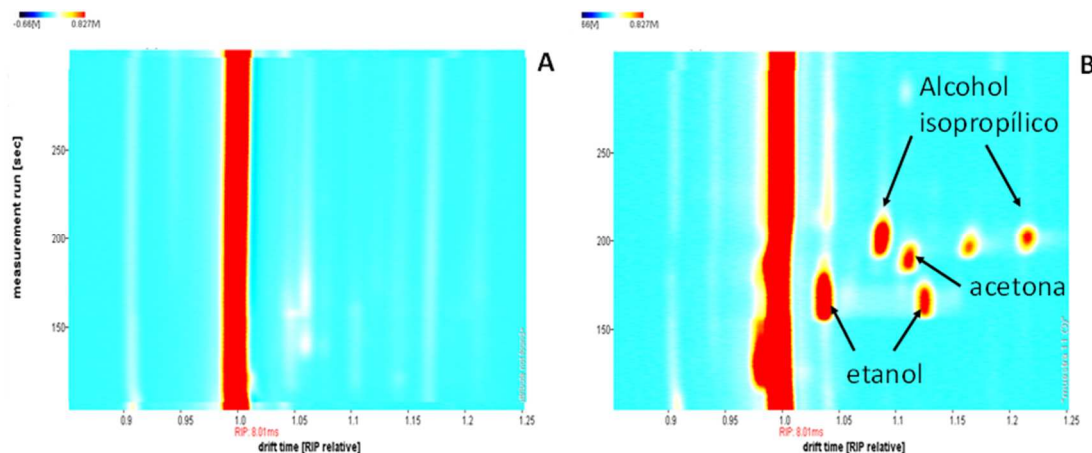 -0.66[V]
0.827[V]
A
measurement run [sec]
250
200
150
0.9
0.95
1.0
1.05
1.1
1.15
1.2
1.25
RIP: 8.01ms
drift time [RIP relative]
66[V]
0.827[V]
B
Alcohol
isopropílico
acetona
etanol
250
200
150
0.9
0.95
1.0
1.05
1.1
1.15
1.2
1.25
RIP: 8.01ms
drift time [RIP relative]